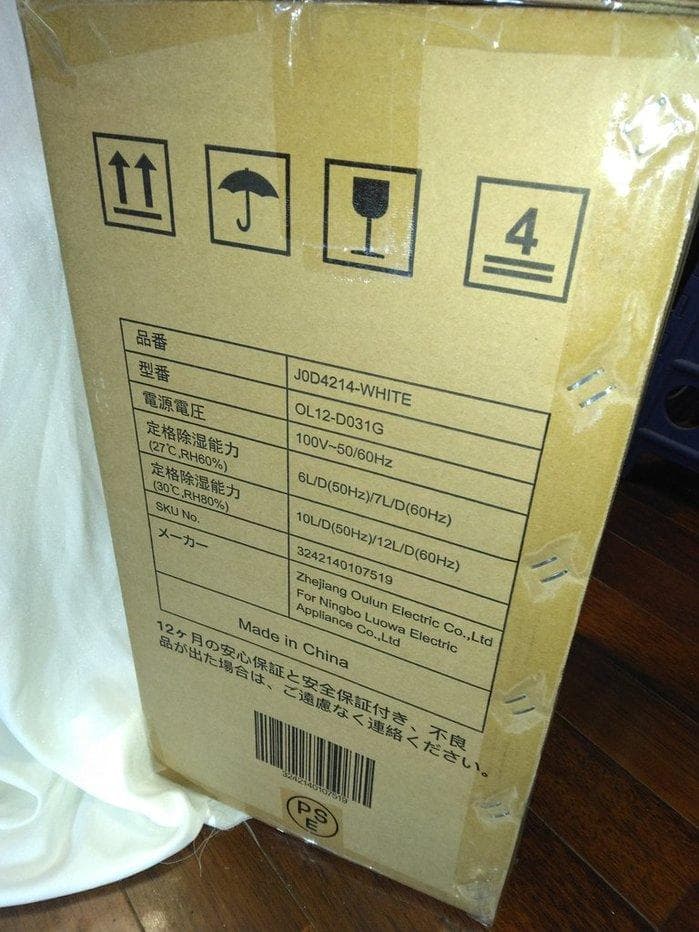 4
品番
J0D4214-WHITE
型番
OL12-D031G
電源電圧
100V~50/60Hz
定格除湿能力
(27℃,RH60%)
6L/D(50Hz)/7L/D(60Hz)
定格除湿能力
(30℃,RH80%)
10L/D(50Hz)/12L/D(60Hz)
SKU No.
3242140107519
メーカー
Zhejiang Oulun Electric Co.,Ltd
For Ningbo Luowa Electric
Appliance Co.,Ltd
Made in China
12ヶ月の安心保証と安全保証付き、不良
品が出た場合は、ご遠慮なく連絡ください。
3242140107519
PS
E